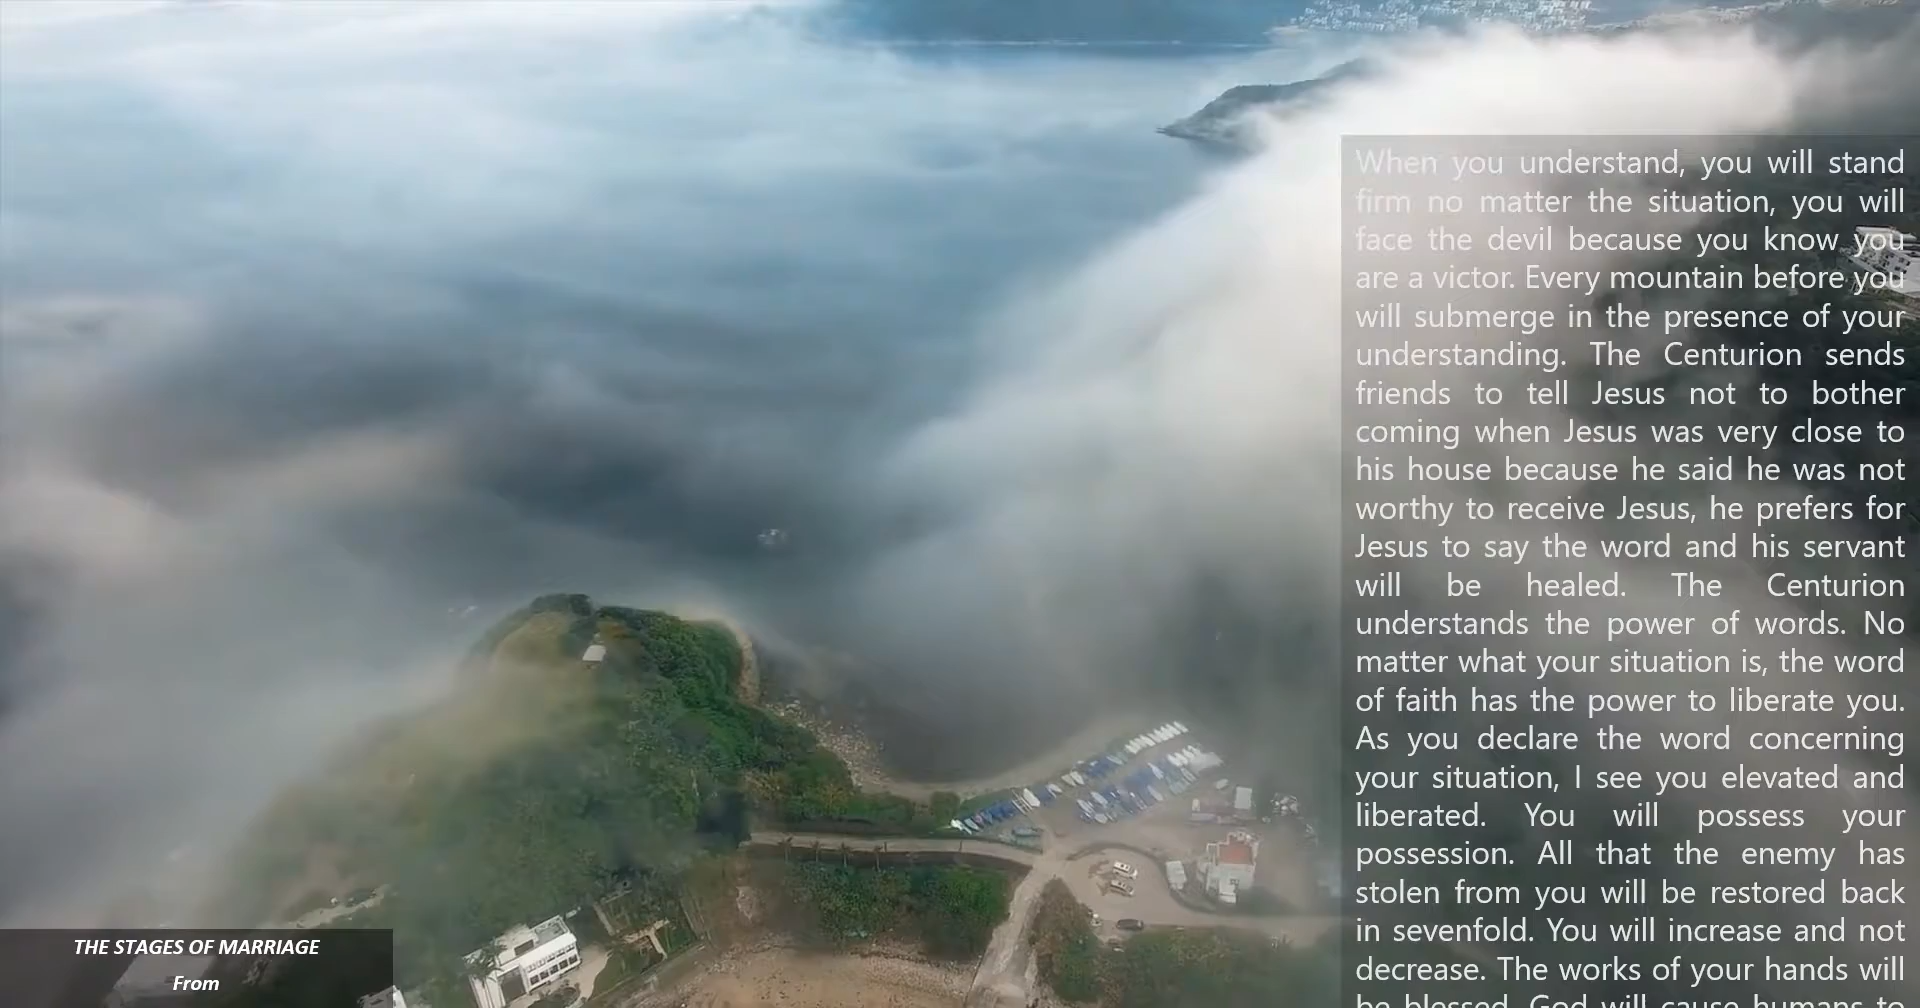 When you understand, you will stand
firm no matter the situation, you will
face the devil because you know you
are a victor. Every mountain before you
will submerge in the presence of your
understanding. The Centurion sends
friends to tell Jesus not to bother
coming when Jesus was very close to
his house because he said he was not
worthy to receive Jesus, he prefers for
Jesus to say the word and his servant
will be healed. The Centurion
understands the power of words. No
matter what your situation is, the word
of faith has the power to liberate you.
As you declare the word concerning
your situation, I see you elevated and
liberated. You will possess your
possession. All that the enemy has
stolen from you will be restored back
in sevenfold. You will increase and not
decrease. The works of your hands will
be blessed. God will cause humans to
THE STAGES OF MARRIAGE
From